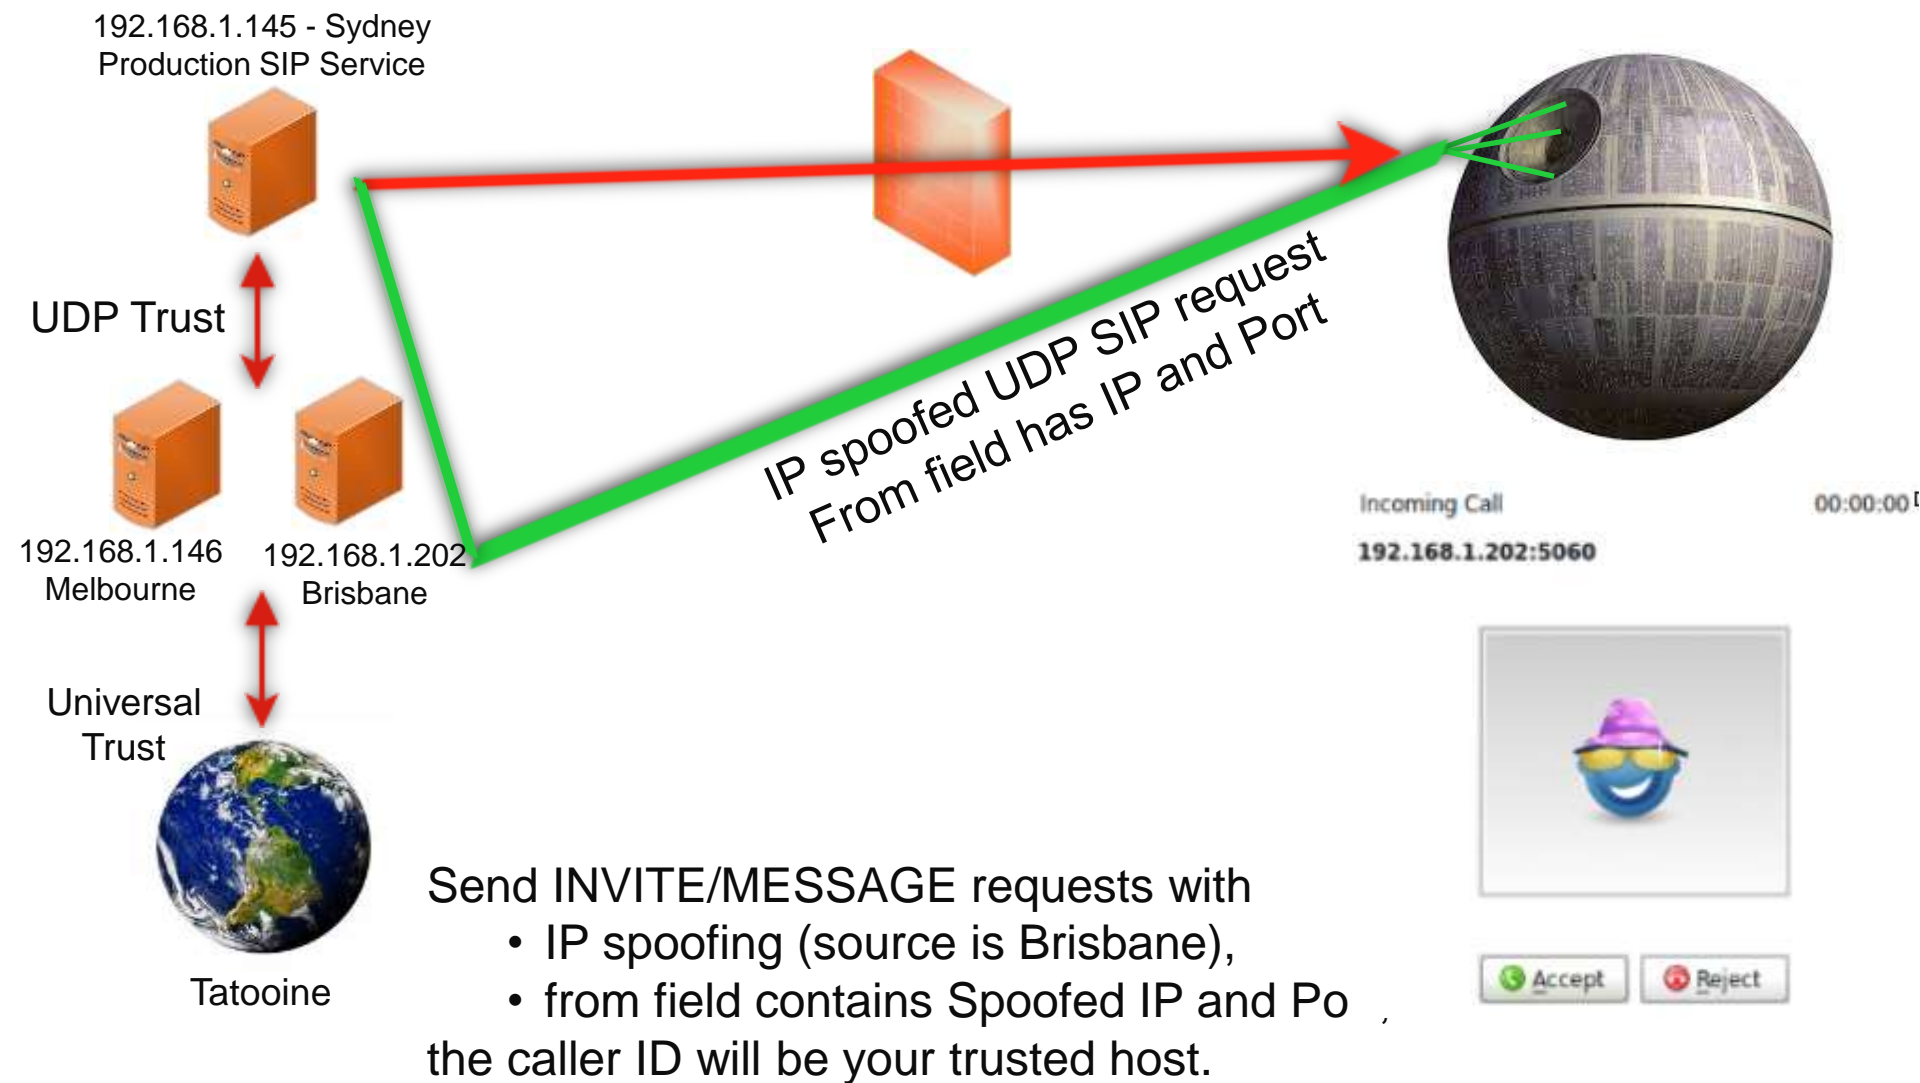 192.168.1.145 - Sydney
Production SIP Service
UDP Trust
IP spoofed UDP SIP request
From field has IP and Port
Incoming Call 00:00:00
192.168.1.202:5060
192.168.1.146
Melbourne
192.168.1.202
Brisbane
Universal
Trust
Tatooine
Send INVITE/MESSAGE requests with
• IP spoofing (source is Brisbane),
• from field contains Spoofed IP and Po ,
the caller ID will be your trusted host.
Accept Reject